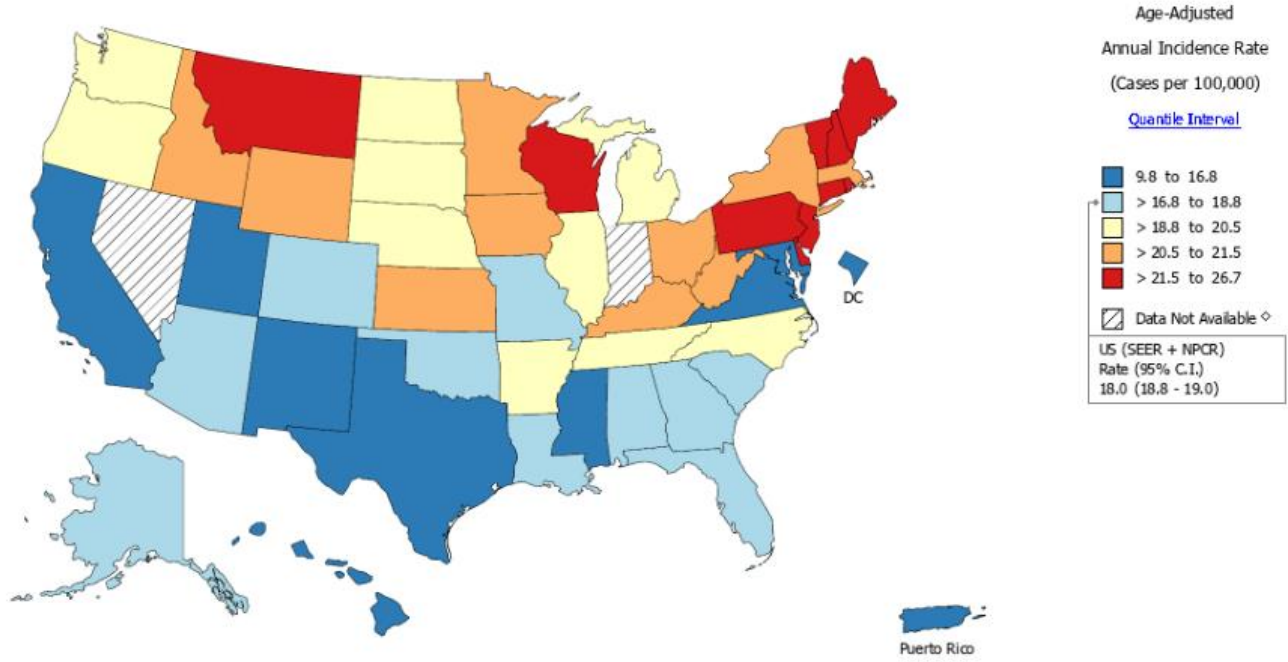 Age-Adjusted
Annual Incidence Rate
(Cases per 100,000)
Quantile Interval
9.8 to 16.8
> 16.8 to 18.8
> 18.8 to 20.5
> 20.5 to 21.5
> 21.5 to 26.7
Data Not Available ◇
US (SEER + NPCR)
Rate (95% C.I.)
18.0 (18.8 - 19.0)
DC
Puerto Rico